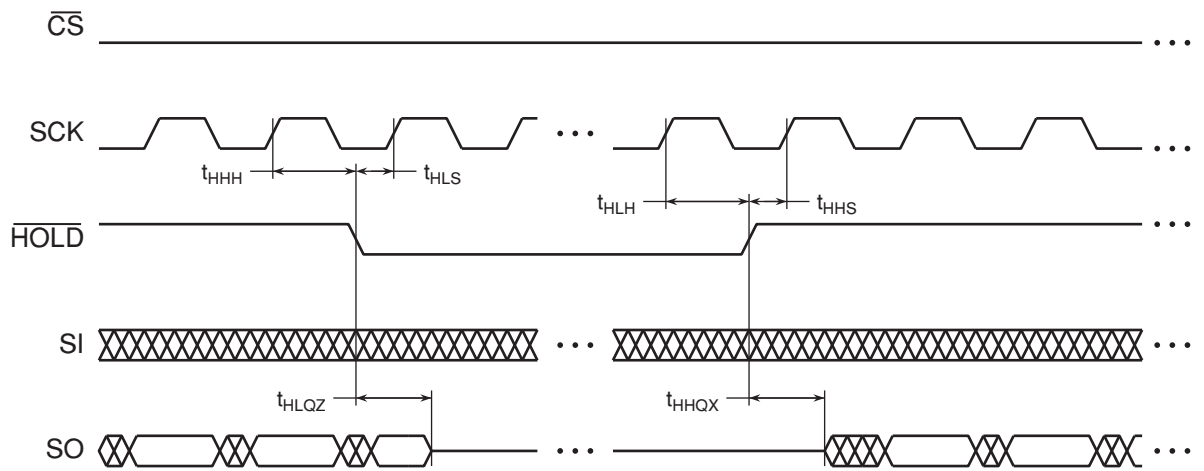 CS
SCK
tHHH
tHLS
tHLH
tHHS
HOLD
SI
tHLQZ
tHHQX
SO